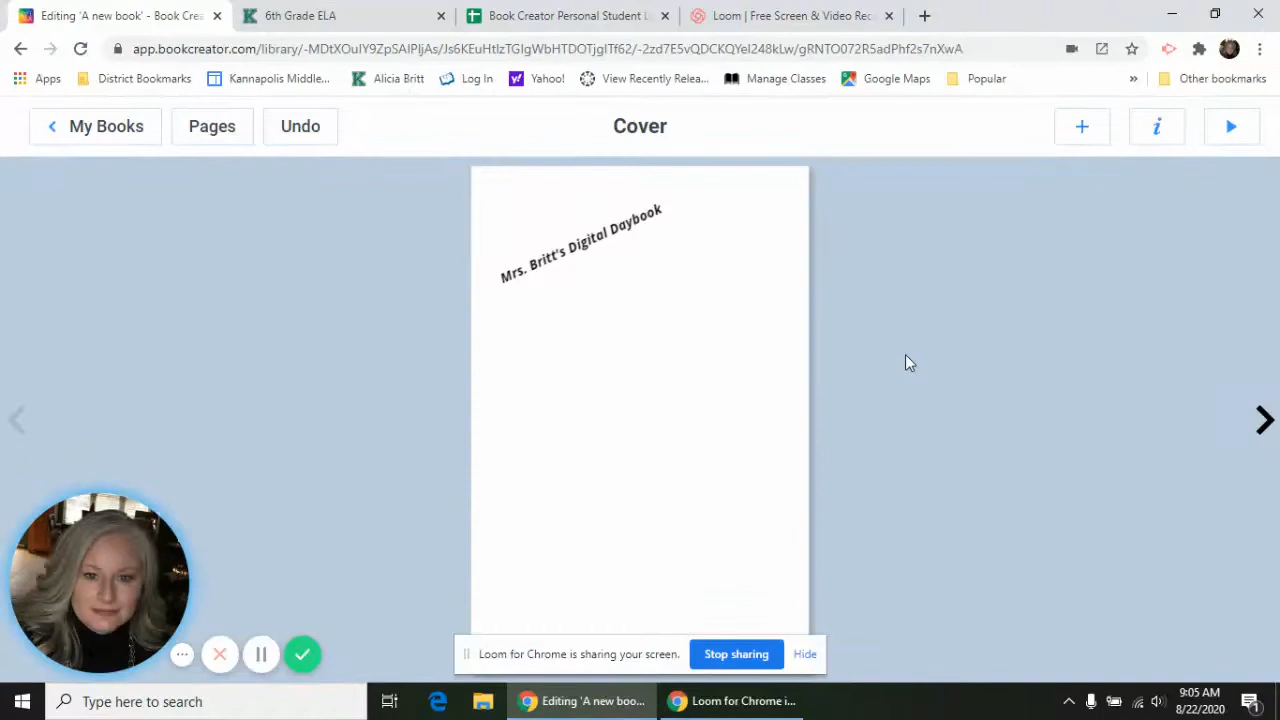 Editing 'A new book' - Book Crea
6th Grade ELA
Book Creator Personal Student i
Loom | Free Screen & Video Rec
app.bookcreator.com/library/-MDtXOuIY9ZpSAIPljAs/Js6KEuHtlzTGIgWbHTDOTjgITf62/-2zd7E5vQDCKQYel248kLw/gRNTO072R5adPhf2s7nXwA
Apps
District Bookmarks
Kannapolis Middle...
Alicia Britt
Log In
Yahoo!
View Recently Relea...
Manage Classes
Google Maps
Popular
»
Other bookmarks
My Books
Pages
Undo
Cover
Mrs. Britt's Digital Daybook
Loom for Chrome is sharing your screen.
Stop sharing
Hide
Type here to search
Editing 'A new boo...
Loom for Chrome i...
9:05 AM
8/22/2020
1